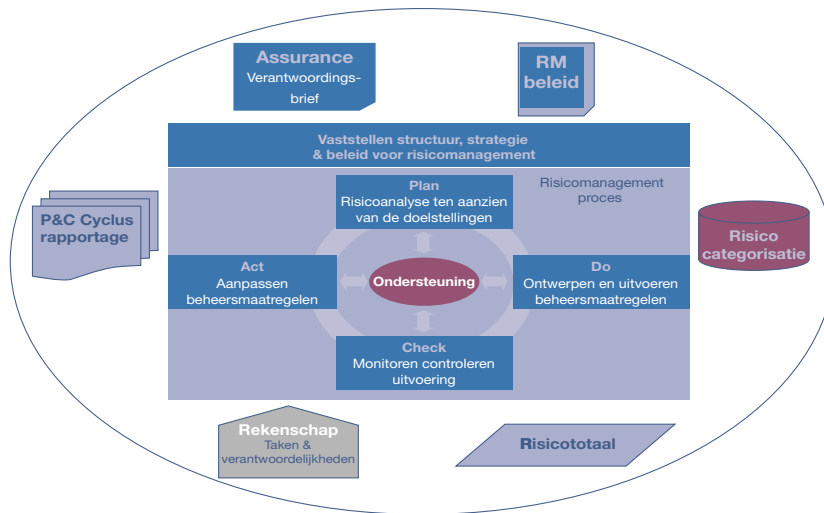 Assurance
Verantwoordings-
brief
RM
beleid
Vaststellen structuur, strategie
& beleid voor risicomanagement
P&C Cyclus
rapportage
Plan
Risicoanalyse ten aanzien
van de doelstellingen
Risicomanagement
proces
Risico
categorisatie
Act
Aanpassen
beheersmaatregelen
Ondersteuning
Do
Ontwerpen en uitvoeren
beheersmaatregelen
Check
Monitoren controleren
uitvoering
Rekenschap
Taken &
verantwoordelijkheden
Risicototaal